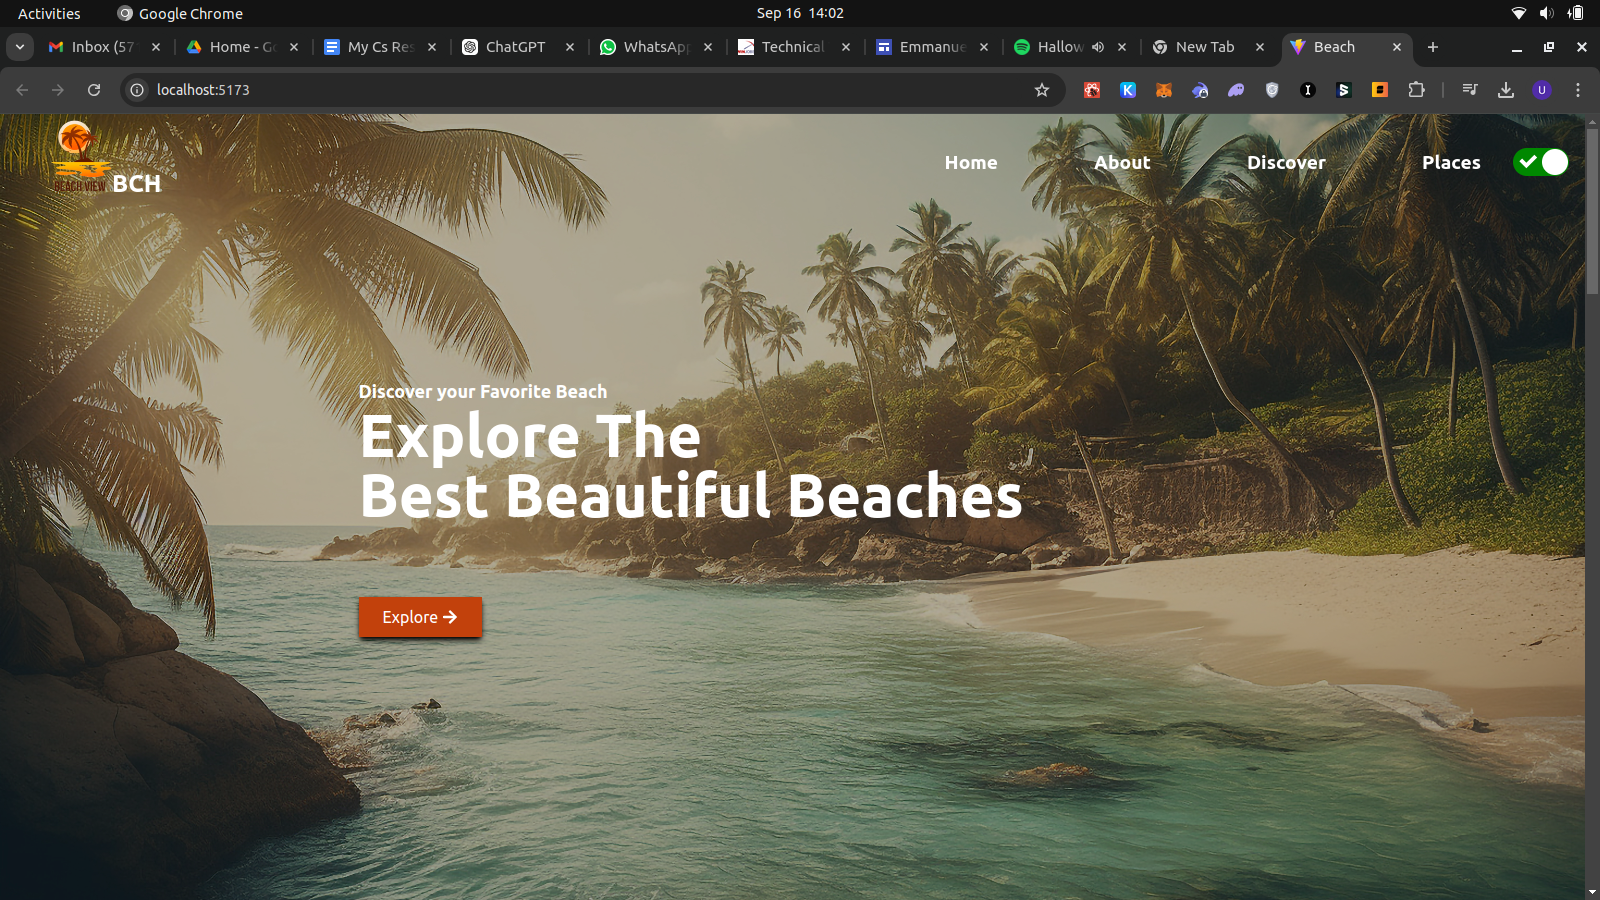 Activities
Google Chrome
Sep 16 14:02
Inbox (57
Home - Go
My Cs Res
ChatGPT
WhatsApp
Technical
Emmanue
Hallow
New Tab
Beach
localhost:5173
U
BEACH VIEW
BCH
Home
About
Discover
Places
Discover your Favorite Beach
Explore The
Best Beautiful Beaches
Explore